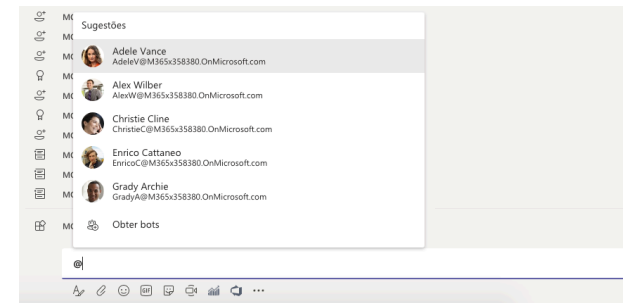 Sugestões
Adele Vance
AdeleV@M365x358380.OnMicrosoft.com
Alex Wilber
AlexW@M365x358380.OnMicrosoft.com
Christie Cline
ChristieC@M365x358380.OnMicrosoft.com
Enrico Cattaneo
EnricoC@M365x358380.OnMicrosoft.com
Grady Archie
GradyA@M365x358380.OnMicrosoft.com
Obter bots
@
GIF